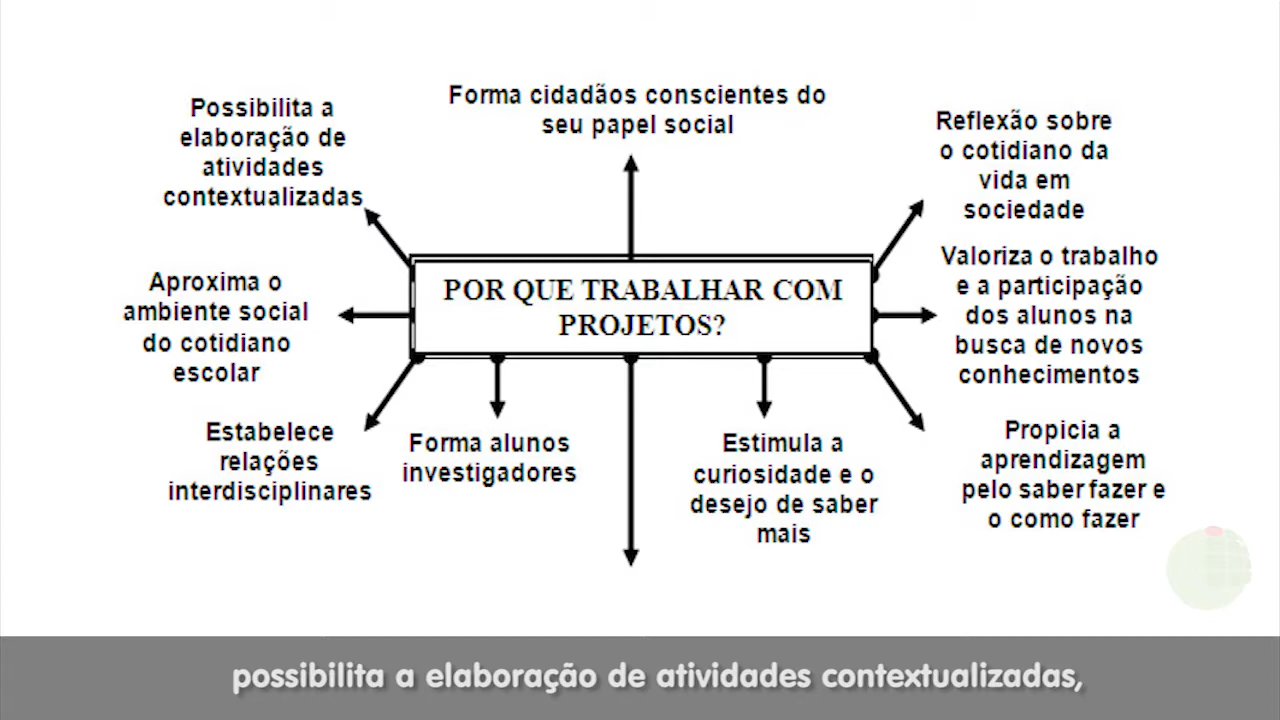 Forma cidadãos conscientes do
seu papel social
Possibilita a
elaboração de
atividades
contextualizadas
Reflexão sobre
o cotidiano da
vida em
sociedade
Aproxima o
ambiente social
do cotidiano
escolar
POR QUE TRABALHAR COM
PROJETOS?
Valoriza o trabalho
e a participação
dos alunos na
busca de novos
conhecimentos
Estabelece
relações
interdisciplinares
Forma alunos
investigadores
Estimula a
curiosidade e o
desejo de saber
mais
Propicia a
aprendizagem
pelo saber fazer e
o como fazer
possibilita a elaboração de atividades contextualizadas,